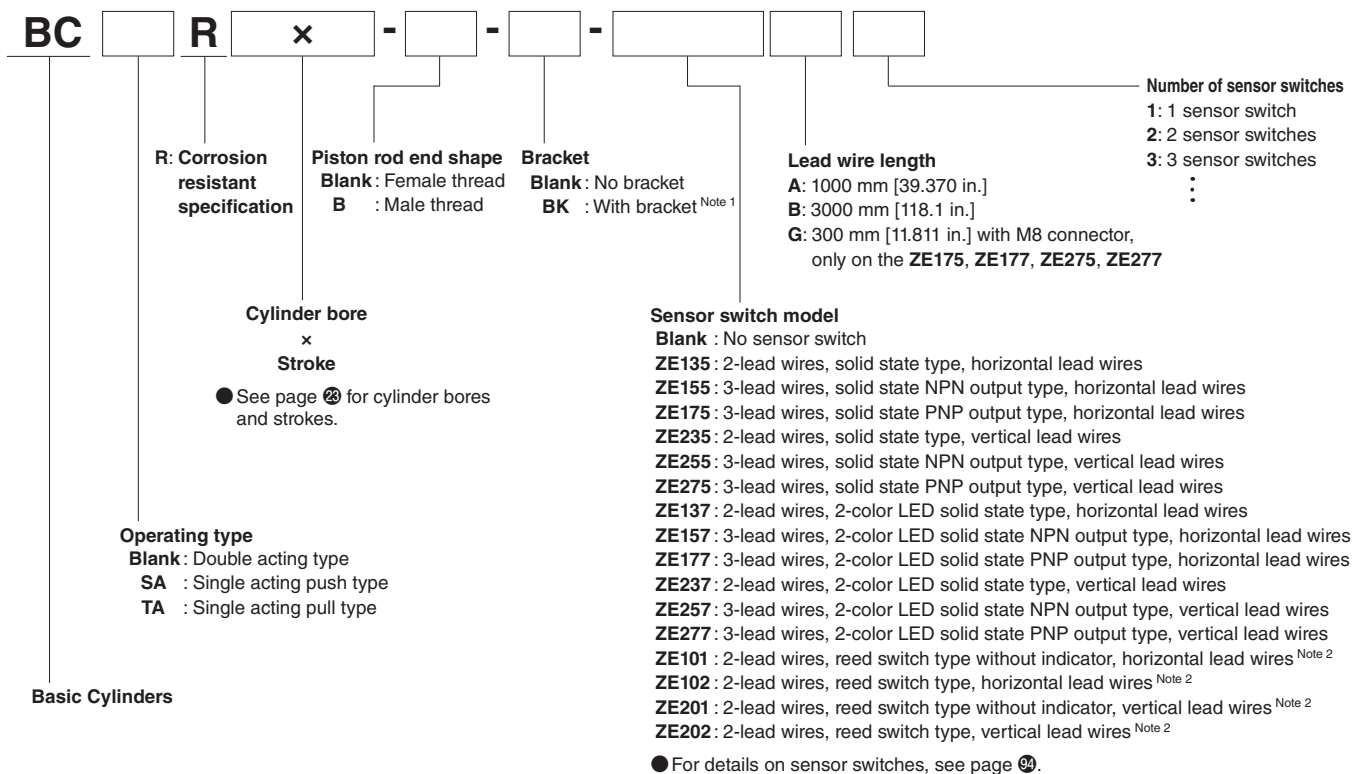 BC R × - - -
Number of sensor switches
1: 1 sensor switch
2: 2 sensor switches
3: 3 sensor switches
R: Corrosion
resistant
specification
Piston rod end shape
Blank : Female thread
B : Male thread
Bracket
Blank : No bracket
BK : With bracket Note 1
Lead wire length
A: 1000 mm [39.370 in.]
B: 3000 mm [118.1 in.]
G: 300 mm [11.811 in.] with M8 connector,
only on the ZE175, ZE177, ZE275, ZE277
Cylinder bore
×
Stroke
● See page 23 for cylinder bores
and strokes.
Sensor switch model
Blank : No sensor switch
ZE135 : 2-lead wires, solid state type, horizontal lead wires
ZE155 : 3-lead wires, solid state NPN output type, horizontal lead wires
ZE175 : 3-lead wires, solid state PNP output type, horizontal lead wires
ZE235 : 2-lead wires, solid state type, vertical lead wires
ZE255 : 3-lead wires, solid state NPN output type, vertical lead wires
ZE275 : 3-lead wires, solid state PNP output type, vertical lead wires
ZE137 : 2-lead wires, 2-color LED solid state type, horizontal lead wires
ZE157 : 3-lead wires, 2-color LED solid state NPN output type, horizontal lead wires
ZE177 : 3-lead wires, 2-color LED solid state PNP output type, horizontal lead wires
ZE237 : 2-lead wires, 2-color LED solid state type, vertical lead wires
ZE257 : 3-lead wires, 2-color LED solid state NPN output type, vertical lead wires
ZE277 : 3-lead wires, 2-color LED solid state PNP output type, vertical lead wires
ZE101 : 2-lead wires, reed switch type without indicator, horizontal lead wires Note 2
ZE102 : 2-lead wires, reed switch type, horizontal lead wires Note 2
ZE201 : 2-lead wires, reed switch type without indicator, vertical lead wires Note 2
ZE202 : 2-lead wires, reed switch type, vertical lead wires Note 2
● For details on sensor switches, see page 94.
Operating type
Blank : Double acting type
SA : Single acting push type
TA : Single acting pull type
Basic Cylinders